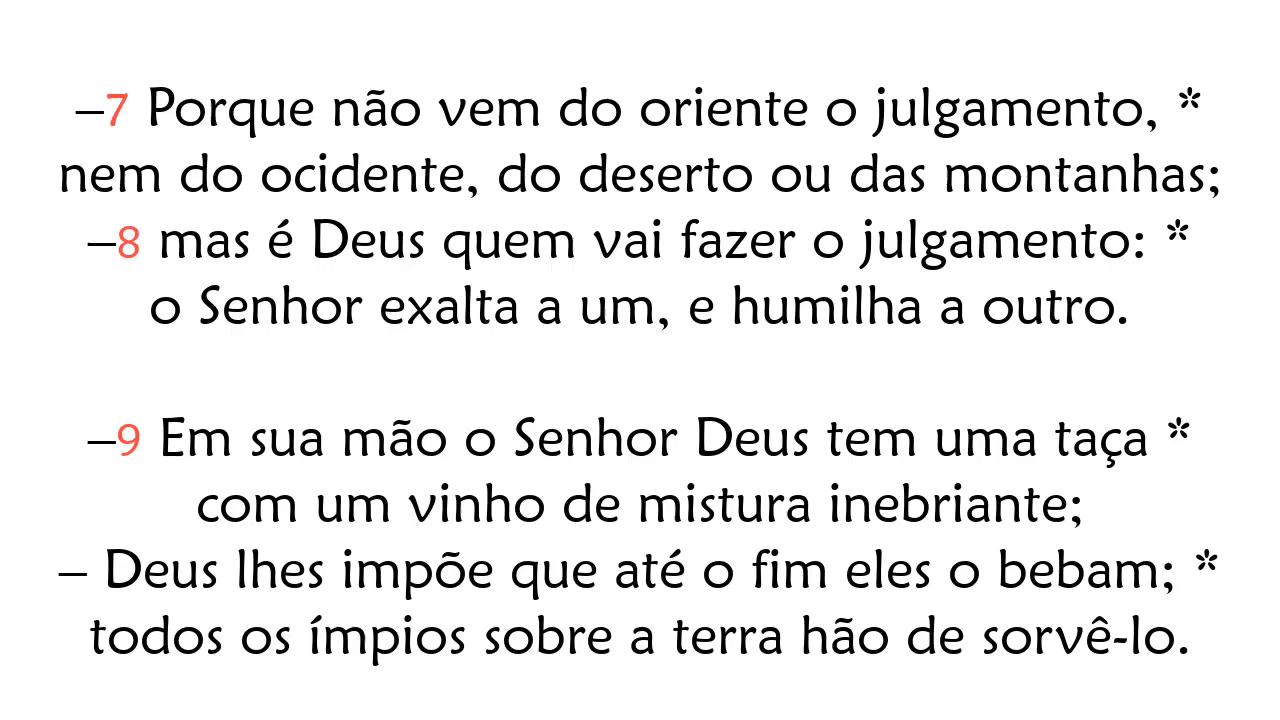 –7 Porque não vem do oriente o julgamento, *
nem do ocidente, do deserto ou das montanhas;
–8 mas é Deus quem vai fazer o julgamento: *
o Senhor exalta a um, e humilha a outro.
–9 Em sua mão o Senhor Deus tem uma taça *
com um vinho de mistura inebriante;
– Deus lhes impõe que até o fim eles o bebam; *
todos os ímpios sobre a terra hão de sorvê-lo.